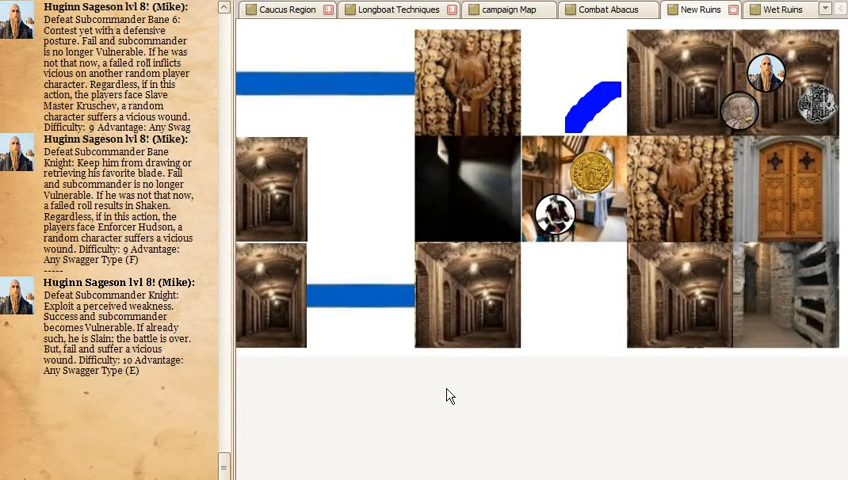 Huginn Sageson lvl 8! (Mike):
Defeat Subcommander Bane 6:
Contest yet with a defensive
posture. Fail and subcommander
is no longer Vulnerable. If he was
not that now, a failed roll inflicts
vicious on another random player
character. Regardless, if in this
action, the players face Slave
Master Kruschev, a random
character suffers a vicious wound.
Difficulty: 9 Advantage: Any Swag
Huginn Sageson lvl 8! (Mike):
Defeat Subcommander Bane
Knight: Keep him from drawing or
retrieving his favorite blade. Fail
and subcommander is no longer
Vulnerable. If he was not that now,
a failed roll results in Shaken.
Regardless, if in this action, the
players face Enforcer Hudson, a
random character suffers a vicious
wound. Difficulty: 9 Advantage:
Any Swagger Type (F)
-----
Huginn Sageson lvl 8! (Mike):
Defeat Subcommander Knight:
Exploit a perceived weakness.
Success and subcommander
becomes Vulnerable. If already
such, he is Slain; the battle is over.
But, fail and suffer a vicious
wound. Difficulty: 10 Advantage:
Any Swagger Type (E)
Caucus Region
Longboat Techniques
campaign Map
Combat Abacus
New Ruins
Wet Ruins